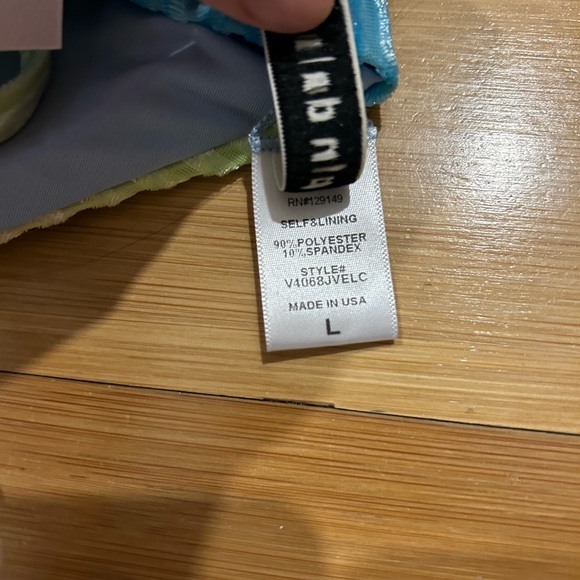 RN#129149
SELF&LINING
90%POLYESTER
10%SPANDEX
STYLE#
V4068JVELC
MADE IN USA
L